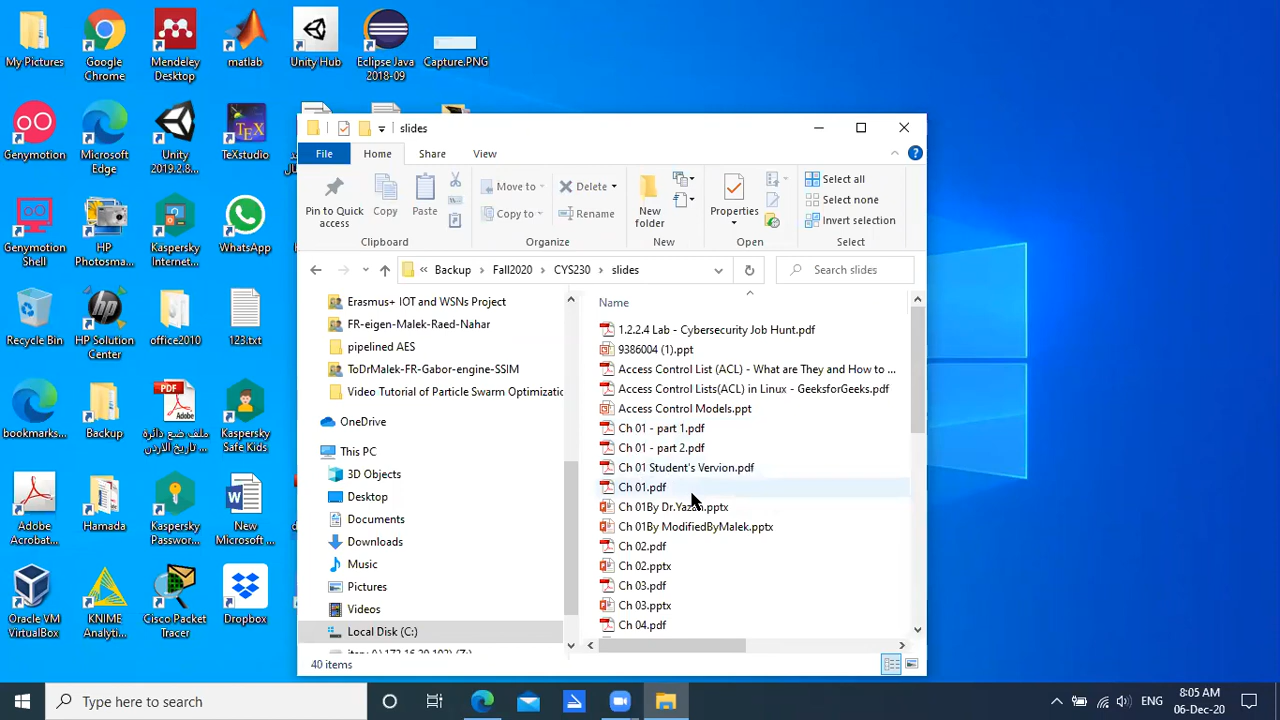 My Pictures
Google
Chrome
Mendeley
Desktop
matlab
Unity Hub
Eclipse Java
2018-09
Capture.PNG
Genymotion
Microsoft
Edge
Unity
2019.2.8...
TeXstudio
Genymotion
Shell
HP
Photosma...
Kaspersky
Internet...
WhatsApp
Recycle Bin
HP Solution
Center
office2010
123.txt
bookmarks...
Backup
ملف ضع دائرة
تاريخ الأردن...
Kaspersky
Safe Kids
Adobe
Acrobat...
Hamada
Kaspersky
Passwor...
New
Microsoft ...
Oracle VM
VirtualBox
KNIME
Analyti...
Cisco Packet
Tracer
Dropbox
slides
File
Home
Share
View
Pin to Quick
access
Copy
Paste
Move to
Copy to
Delete
Rename
New
folder
Properties
Select all
Select none
Invert selection
Clipboard
Organize
New
Open
Select
« Backup > Fall2020 > CYS230 > slides
Search slides
Erasmus+ IOT and WSNs Project
FR-eigen-Malek-Raed-Nahar
pipelined AES
ToDrMalek-FR-Gabor-engine-SSIM
Video Tutorial of Particle Swarm Optimizatio
OneDrive
This PC
3D Objects
Desktop
Documents
Downloads
Music
Pictures
Videos
Local Disk (C:)
Name
1.2.2.4 Lab - Cybersecurity Job Hunt.pdf
9386004 (1).ppt
Access Control List (ACL) - What are They and How to ...
Access Control Lists(ACL) in Linux - GeeksforGeeks.pdf
Access Control Models.ppt
Ch 01 - part 1.pdf
Ch 01 - part 2.pdf
Ch 01 Student's Vervion.pdf
Ch 01.pdf
Ch 01By Dr.Yazan.pptx
Ch 01By ModifiedByMalek.pptx
Ch 02.pdf
Ch 02.pptx
Ch 03.pdf
Ch 03.pptx
Ch 04.pdf
40 items
Type here to search
ENG
8:05 AM
06-Dec-20